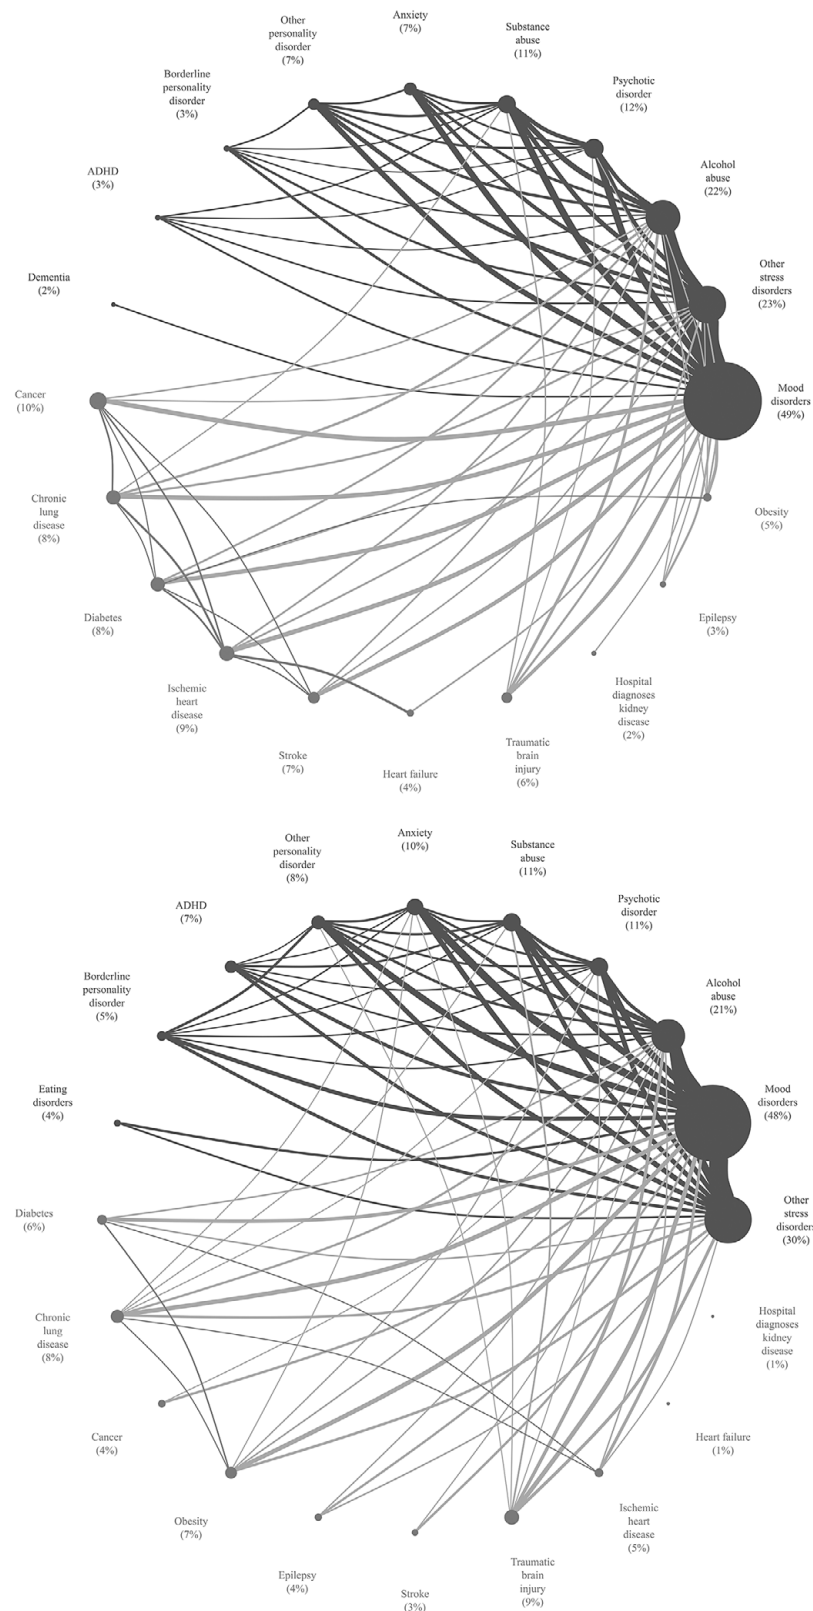 Anxiety
(7%)
Other
personality
disorder
(7%)
Substance
abuse
(11%)
Borderline
personality
disorder
(3%)
Psychotic
disorder
(12%)
ADHD
(3%)
Alcohol
abuse
(22%)
Dementia
(2%)
Other
stress
disorders
(23%)
Cancer
(10%)
Mood
disorders
(49%)
Chronic
lung
disease
(8%)
Obesity
(5%)
Diabetes
(8%)
Epilepsy
(3%)
Ischemic
heart
disease
(9%)
Hospital
diagnoses
kidney
disease
(2%)
Stroke
(7%)
Heart failure
(4%)
Traumatic
brain
injury
(6%)
Anxiety
(10%)
Other
personality
disorder
(8%)
Substance
abuse
(11%)
ADHD
(7%)
Psychotic
disorder
(11%)
Borderline
personality
disorder
(5%)
Alcohol
abuse
(21%)
Eating
disorders
(4%)
Mood
disorders
(48%)
Diabetes
(6%)
Other
stress
disorders
(30%)
Chronic
lung
disease
(8%)
Hospital
diagnoses
kidney
disease
(1%)
Cancer
(4%)
Heart failure
(1%)
Obesity
(7%)
Ischemic
heart
disease
(5%)
Epilepsy
(4%)
Stroke
(3%)
Traumatic
brain
injury
(9%)